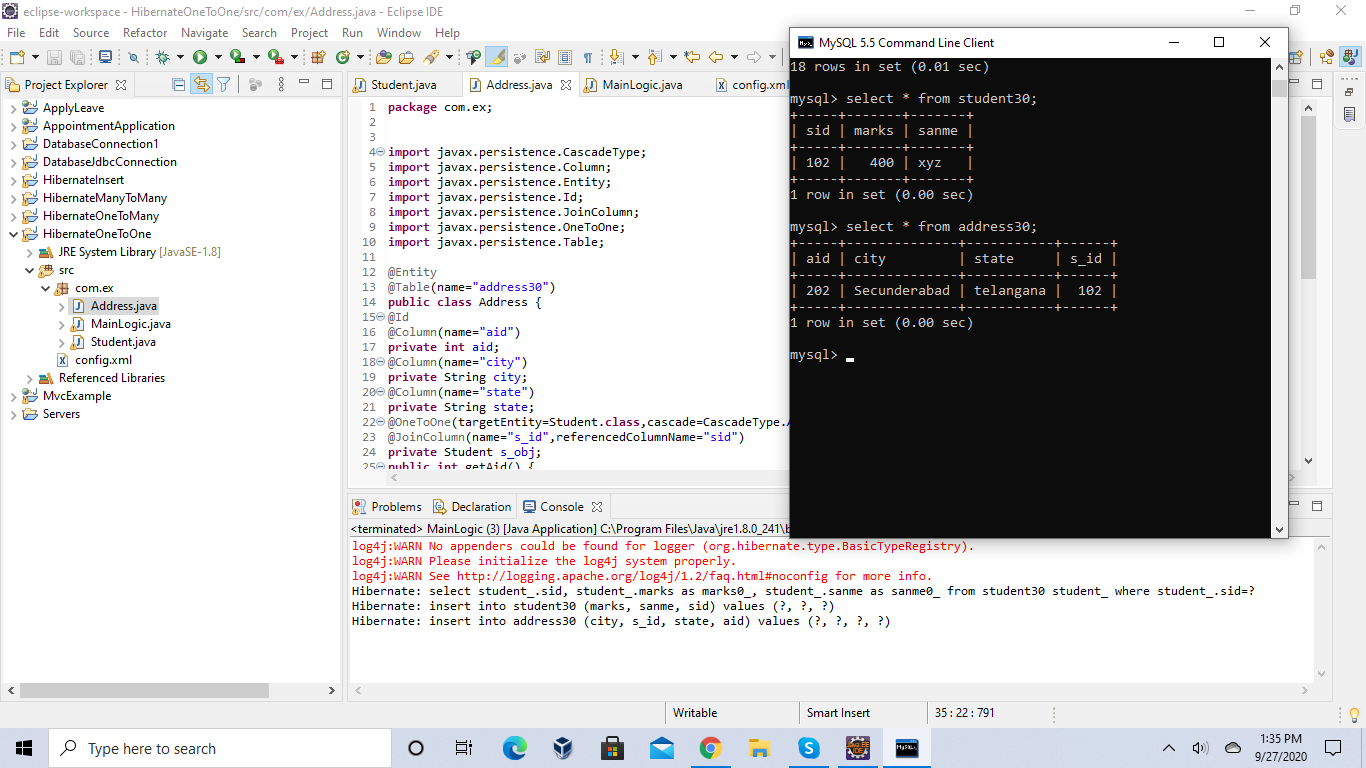 eclipse-workspace - HibernateOneToOne/src/com/ex/Address.java - Eclipse IDE
File Edit Source Refactor Navigate Search Project Run Window Help
Project Explorer
ApplyLeave
AppointmentApplication
DatabaseConnection1
DatabaseJdbcConnection
HibernateInsert
HibernateManyToMany
HibernateOneToMany
HibernateOneToOne
JRE System Library [JavaSE-1.8]
src
com.ex
Address.java
MainLogic.java
Student.java
config.xml
Referenced Libraries
MvcExample
Servers
Student.java Address.java MainLogic.java config.xml
1 package com.ex;
2
3
4 import javax.persistence.CascadeType;
5 import javax.persistence.Column;
6 import javax.persistence.Entity;
7 import javax.persistence.Id;
8 import javax.persistence.JoinColumn;
9 import javax.persistence.OneToOne;
10 import javax.persistence.Table;
11
12 @Entity
13 @Table(name="address30")
14 public class Address {
15 @Id
16 @Column(name="aid")
17 private int aid;
18 @Column(name="city")
19 private String city;
20 @Column(name="state")
21 private String state;
22 @OneToOne(targetEntity=Student.class,cascade=CascadeType.
23 @JoinColumn(name="s_id",referencedColumnName="sid")
24 private Student s_obj;
25 public int getAid() {
MySQL 5.5 Command Line Client
18 rows in set (0.01 sec)
mysql> select * from student30;
+-----+-------+-------+
| sid | marks | sanme |
+-----+-------+-------+
| 102 |   400 | xyz   |
+-----+-------+-------+
1 row in set (0.00 sec)
mysql> select * from address30;
+-----+--------------+-----------+------+
| aid | city         | state     | s_id |
+-----+--------------+-----------+------+
| 202 | Secunderabad | telangana |  102 |
+-----+--------------+-----------+------+
1 row in set (0.00 sec)
mysql>
Problems Declaration Console
<terminated> MainLogic (3) [Java Application] C:\Program Files\Java\jre1.8.0_241\b
log4j:WARN No appenders could be found for logger (org.hibernate.type.BasicTypeRegistry).
log4j:WARN Please initialize the log4j system properly.
log4j:WARN See http://logging.apache.org/log4j/1.2/faq.html#noconfig for more info.
Hibernate: select student_.sid, student_.marks as marks0_, student_.sanme as sanme0_ from student30 student_ where student_.sid=?
Hibernate: insert into student30 (marks, sanme, sid) values (?, ?, ?)
Hibernate: insert into address30 (city, s_id, state, aid) values (?, ?, ?, ?)
Writable Smart Insert 35 : 22 : 791
Type here to search
1:35 PM
9/27/2020